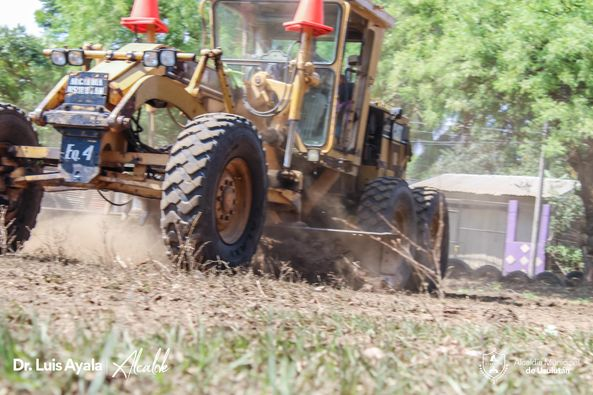 Eq. 4
Dr. Luis Ayala | Alcalde
Alcaldía Municipal
de Usulután